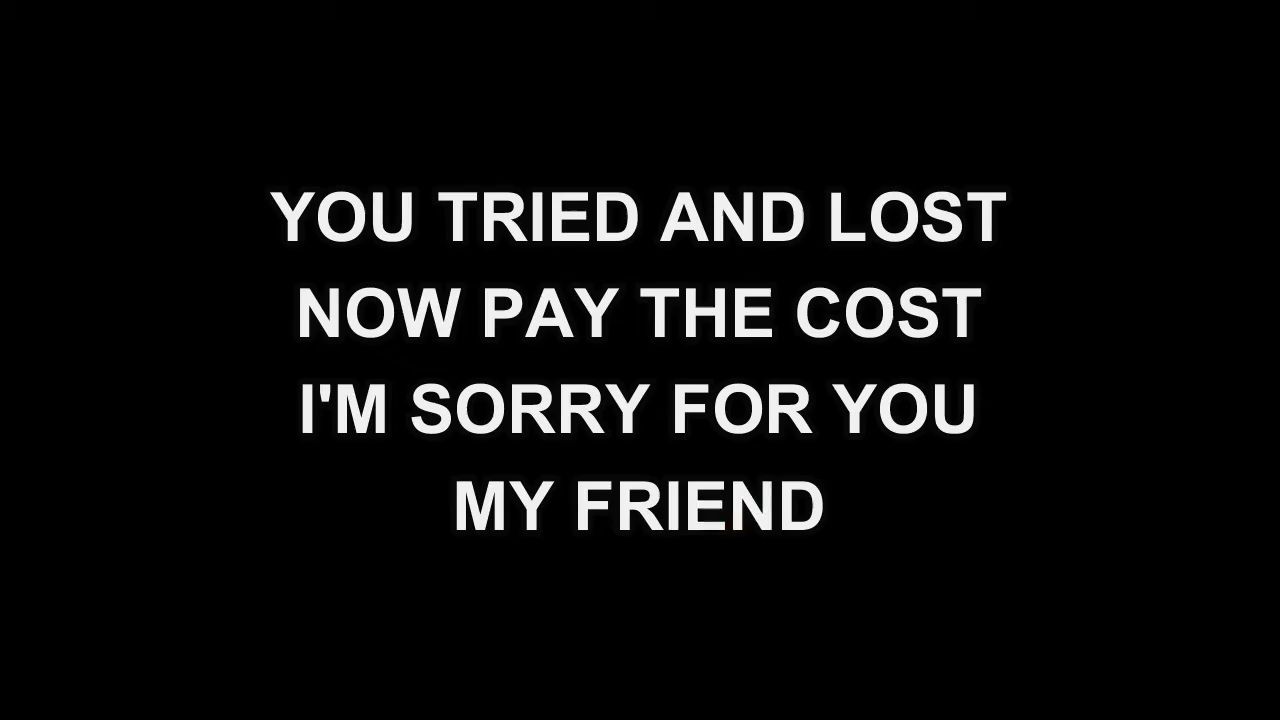 YOU TRIED AND LOST
NOW PAY THE COST
I'M SORRY FOR YOU
MY FRIEND